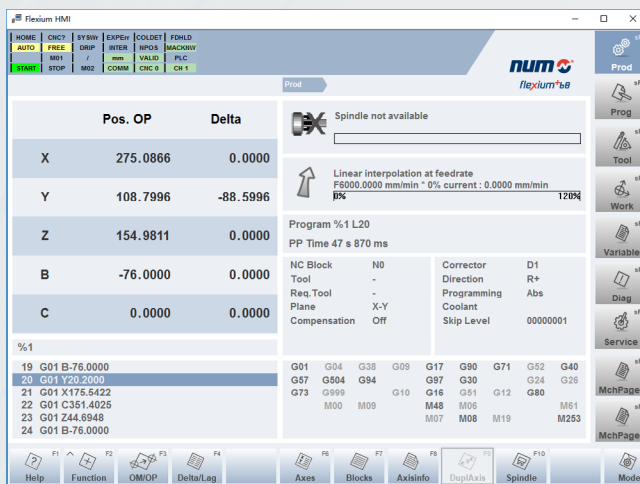 Flexium HMI
HOME CNC? SYSWr EXPErr COLDET FDHLD
AUTO FREE DRIP INTER NPOS MACKNW
M01 / mm VALID PLC
START STOP M02 COMM CNC 0 CH 1
num
flexium+68
Prod
Pos. OP Delta
X 275.0866 0.0000
Y 108.7996 -88.5996
Z 154.9811 0.0000
B -76.0000 0.0000
C 0.0000 0.0000
%1
19 G01 B-76.0000
20 G01 Y20.2000
21 G01 X176.5422
22 G01 C351.4025
23 G01 Z44.6948
24 G01 B-76.0000
Spindle not available
Linear interpolation at feedrate
F6000.0000 mm/min * 0% current : 0.0000 mm/min
0% 120%
Program %1 L20
PP Time 47 s 870 ms
NC Block N0 Corrector D1
Tool - Direction R+
Req.Tool - Programming Abs
Plane X-Y Coolant
Compensation Off Skip Level 00000001
G01 G04 G38 G09 G17 G90 G71 G52 G40
G57 G504 G94 G97 G30 G24 G26
G73 G999 G10 G16 G51 G12 G80
M00 M09 M48 M06 M61
M07 M08 M19 M253
Prod
Prog
Tool
Work
Variable
Diag
Service
MchPage
MchPage
F1 F2 F3 F4 F6 F7 F8 F9 F10
Help Function OM/OP Delta/Lag Axes Blocks Axisinfo DuplAxis Spindle Mode